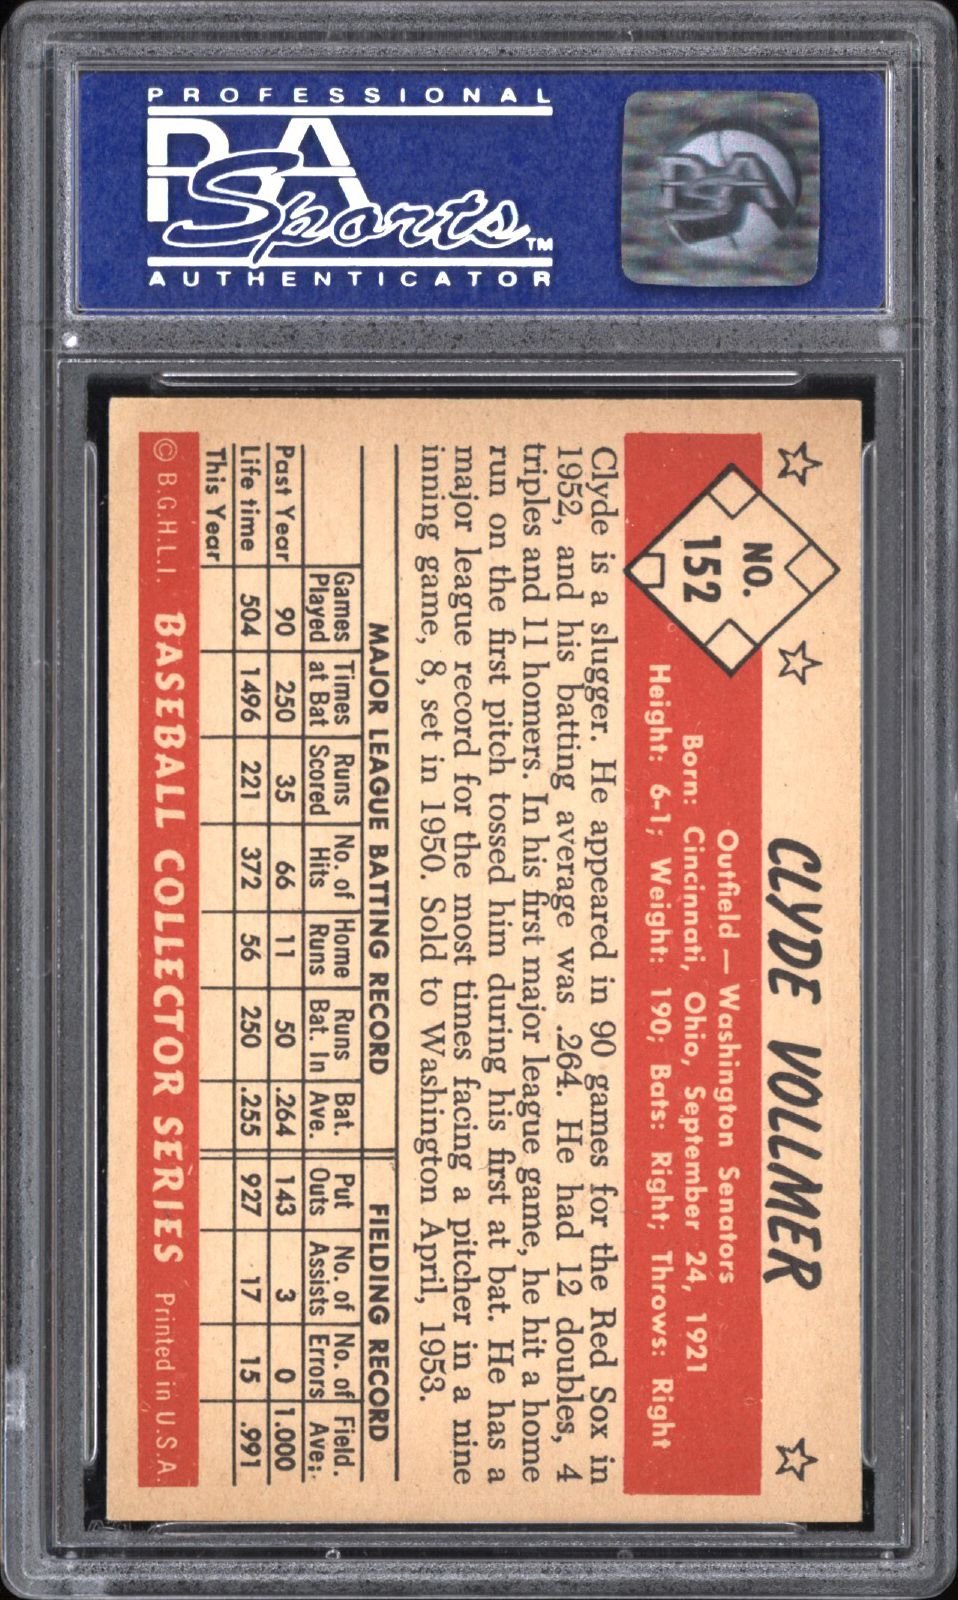 PROFESSIONAL
PSA
Sports™
AUTHENTICATOR
CLYDE VOLLMER
NO.
152
Outfield — Washington Senators
Born: Cincinnati, Ohio, September 24, 1921
Height: 6-1; Weight: 190; Bats: Right; Throws: Right
Clyde is a slugger. He appeared in 90 games for the Red Sox in
1952, and his batting average was .264. He had 12 doubles, 4
triples and 11 homers. In his first major league game, he hit a home
run on the first pitch tossed him during his first at bat. He has a
major league record for the most times facing a pitcher in a nine
inning game, 8, set in 1950. Sold to Washington April, 1953.
MAJOR LEAGUE BATTING RECORD FIELDING RECORD
Games Played Times at Bat Runs Scored No. of Hits Home Runs Runs Bat. In Bat. Ave. Put Outs No. of Assists No. of Errors Field. Ave.
Past Year 90 250 35 66 11 50 .264 143 3 0 1.000
Life time 504 1496 221 372 56 250 .255 927 17 15 .991
This Year
© B.G.H.L.I. BASEBALL COLLECTOR SERIES Printed in U.S.A.